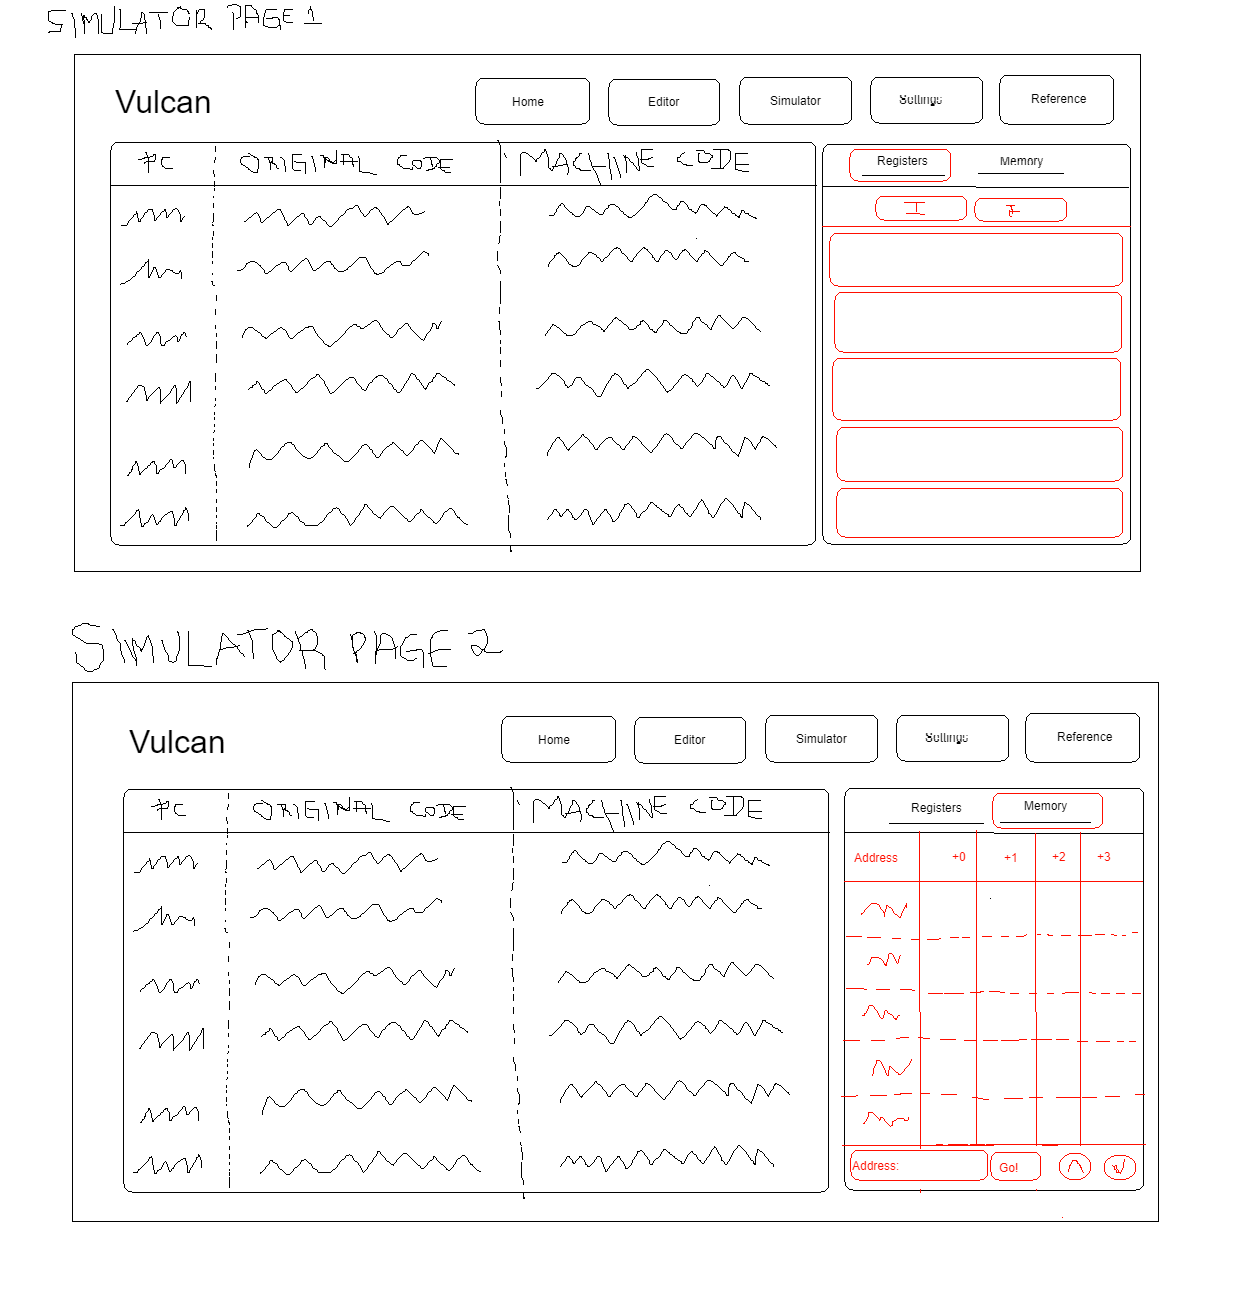 SIMULATOR PAGE 1
Vulcan Home Editor Simulator Settings Reference
PC ORIGINAL CODE MACHINE CODE Registers Memory
I F
SIMULATOR PAGE 2
Vulcan Home Editor Simulator Settings Reference
PC ORIGINAL CODE MACHINE CODE Registers Memory
Address +0 +1 +2 +3
Address: Go!